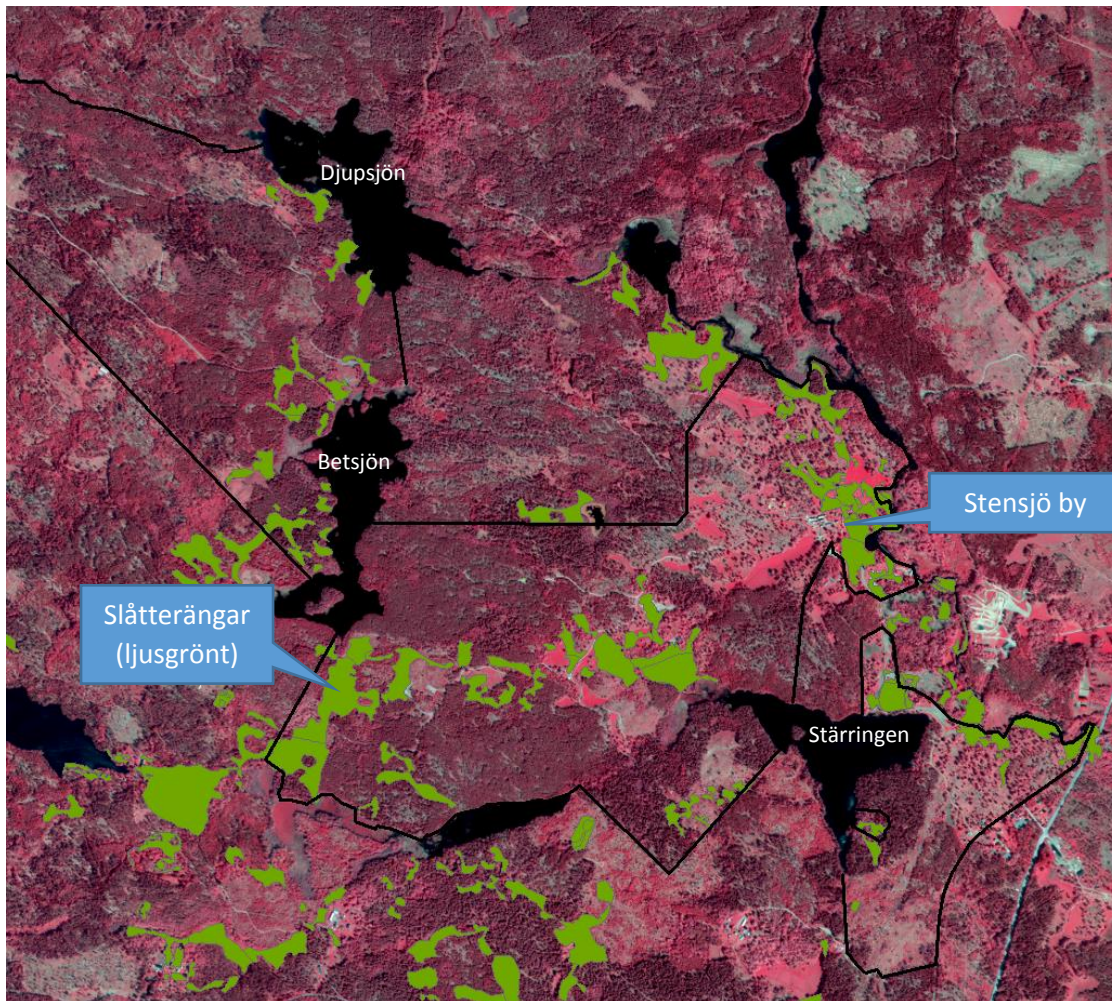 Djupsjön
Betsjön
Stensjö by
Slåtterängar
(ljusgrönt)
Stärringen